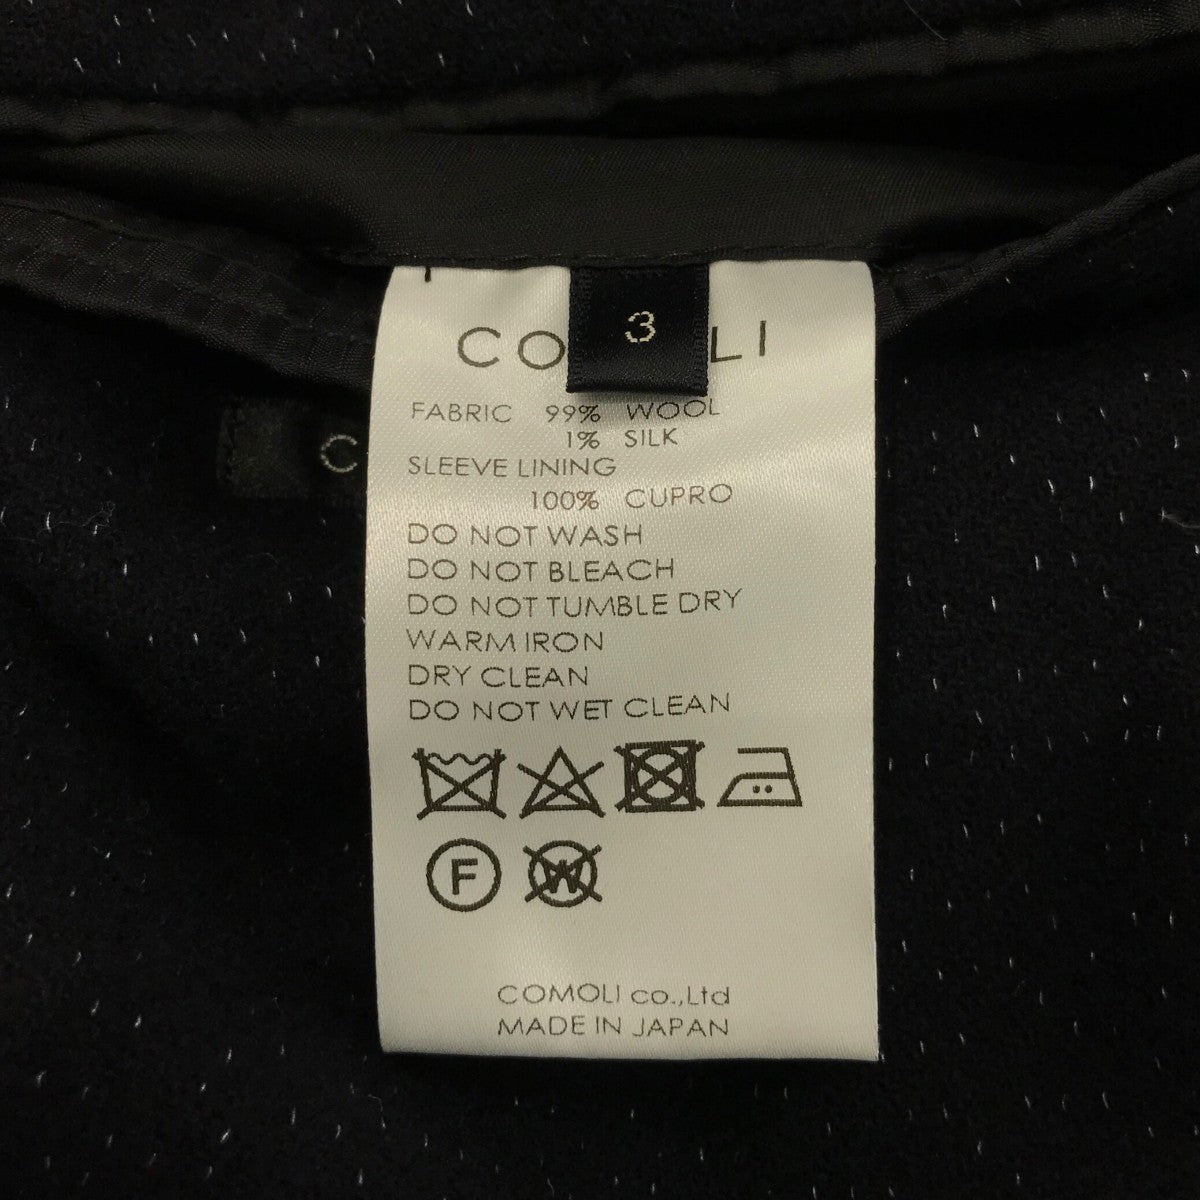 3
CO LI
FABRIC 99% WOOL
1% SILK
SLEEVE LINING
100% CUPRO
C
DO NOT WASH
DO NOT BLEACH
DO NOT TUMBLE DRY
WARM IRON
DRY CLEAN
DO NOT WET CLEAN
F W
COMOLI co.,Ltd
MADE IN JAPAN